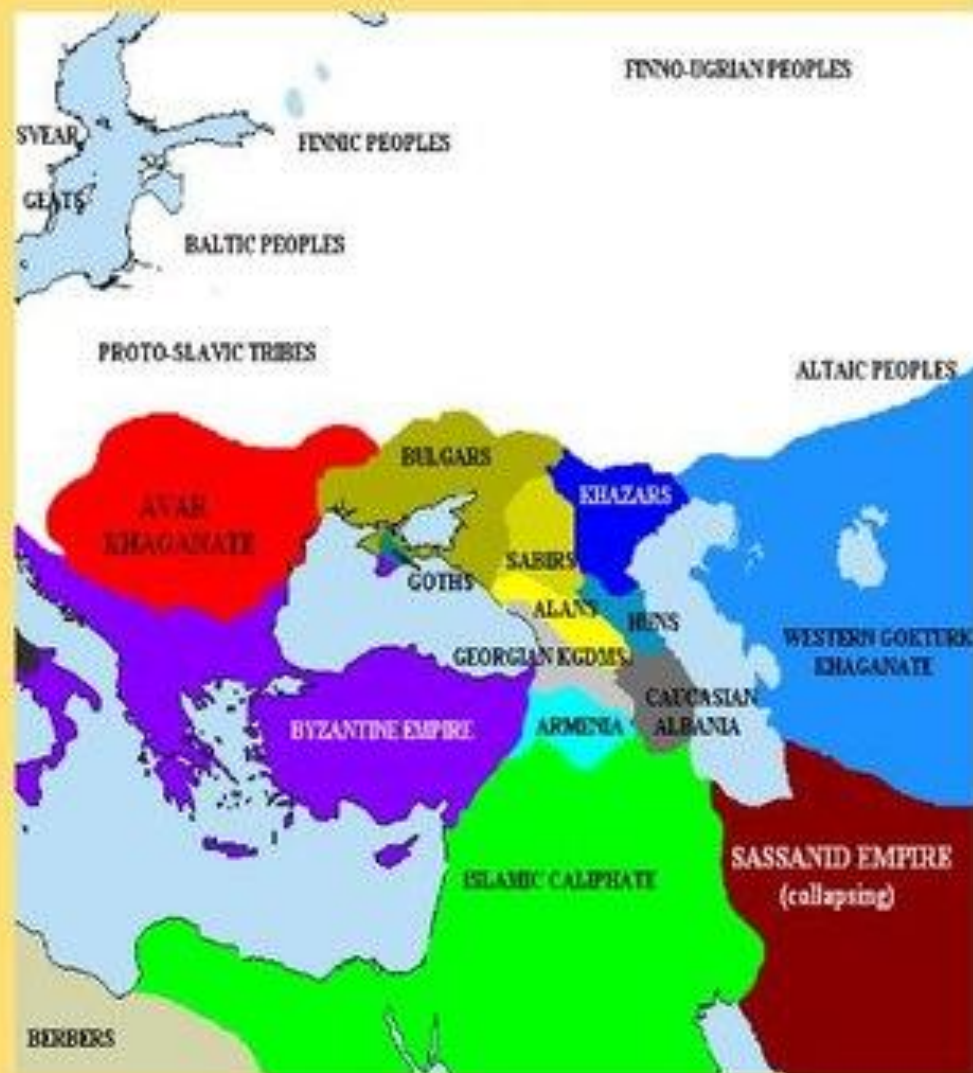 FINNO-UGRIAN PEOPLES
SVEAR
FINNIC PEOPLES
GEATS
BALTIC PEOPLES
PROTO-SLAVIC TRIBES
ALTAIC PEOPLES
BULGARS
KHAZARS
AVAR
KHAGANATE
SABIRS
GOTHS
ALANS
HUNS
WESTERN GOKTURK
KHAGANATE
GEORGIAN KGDMS.
CAUCASIAN
ALBANIA
BYZANTINE EMPIRE
ARMENIA
SASSANID EMPIRE
(collapsing)
ISLAMIC CALIPHATE
BERBERS